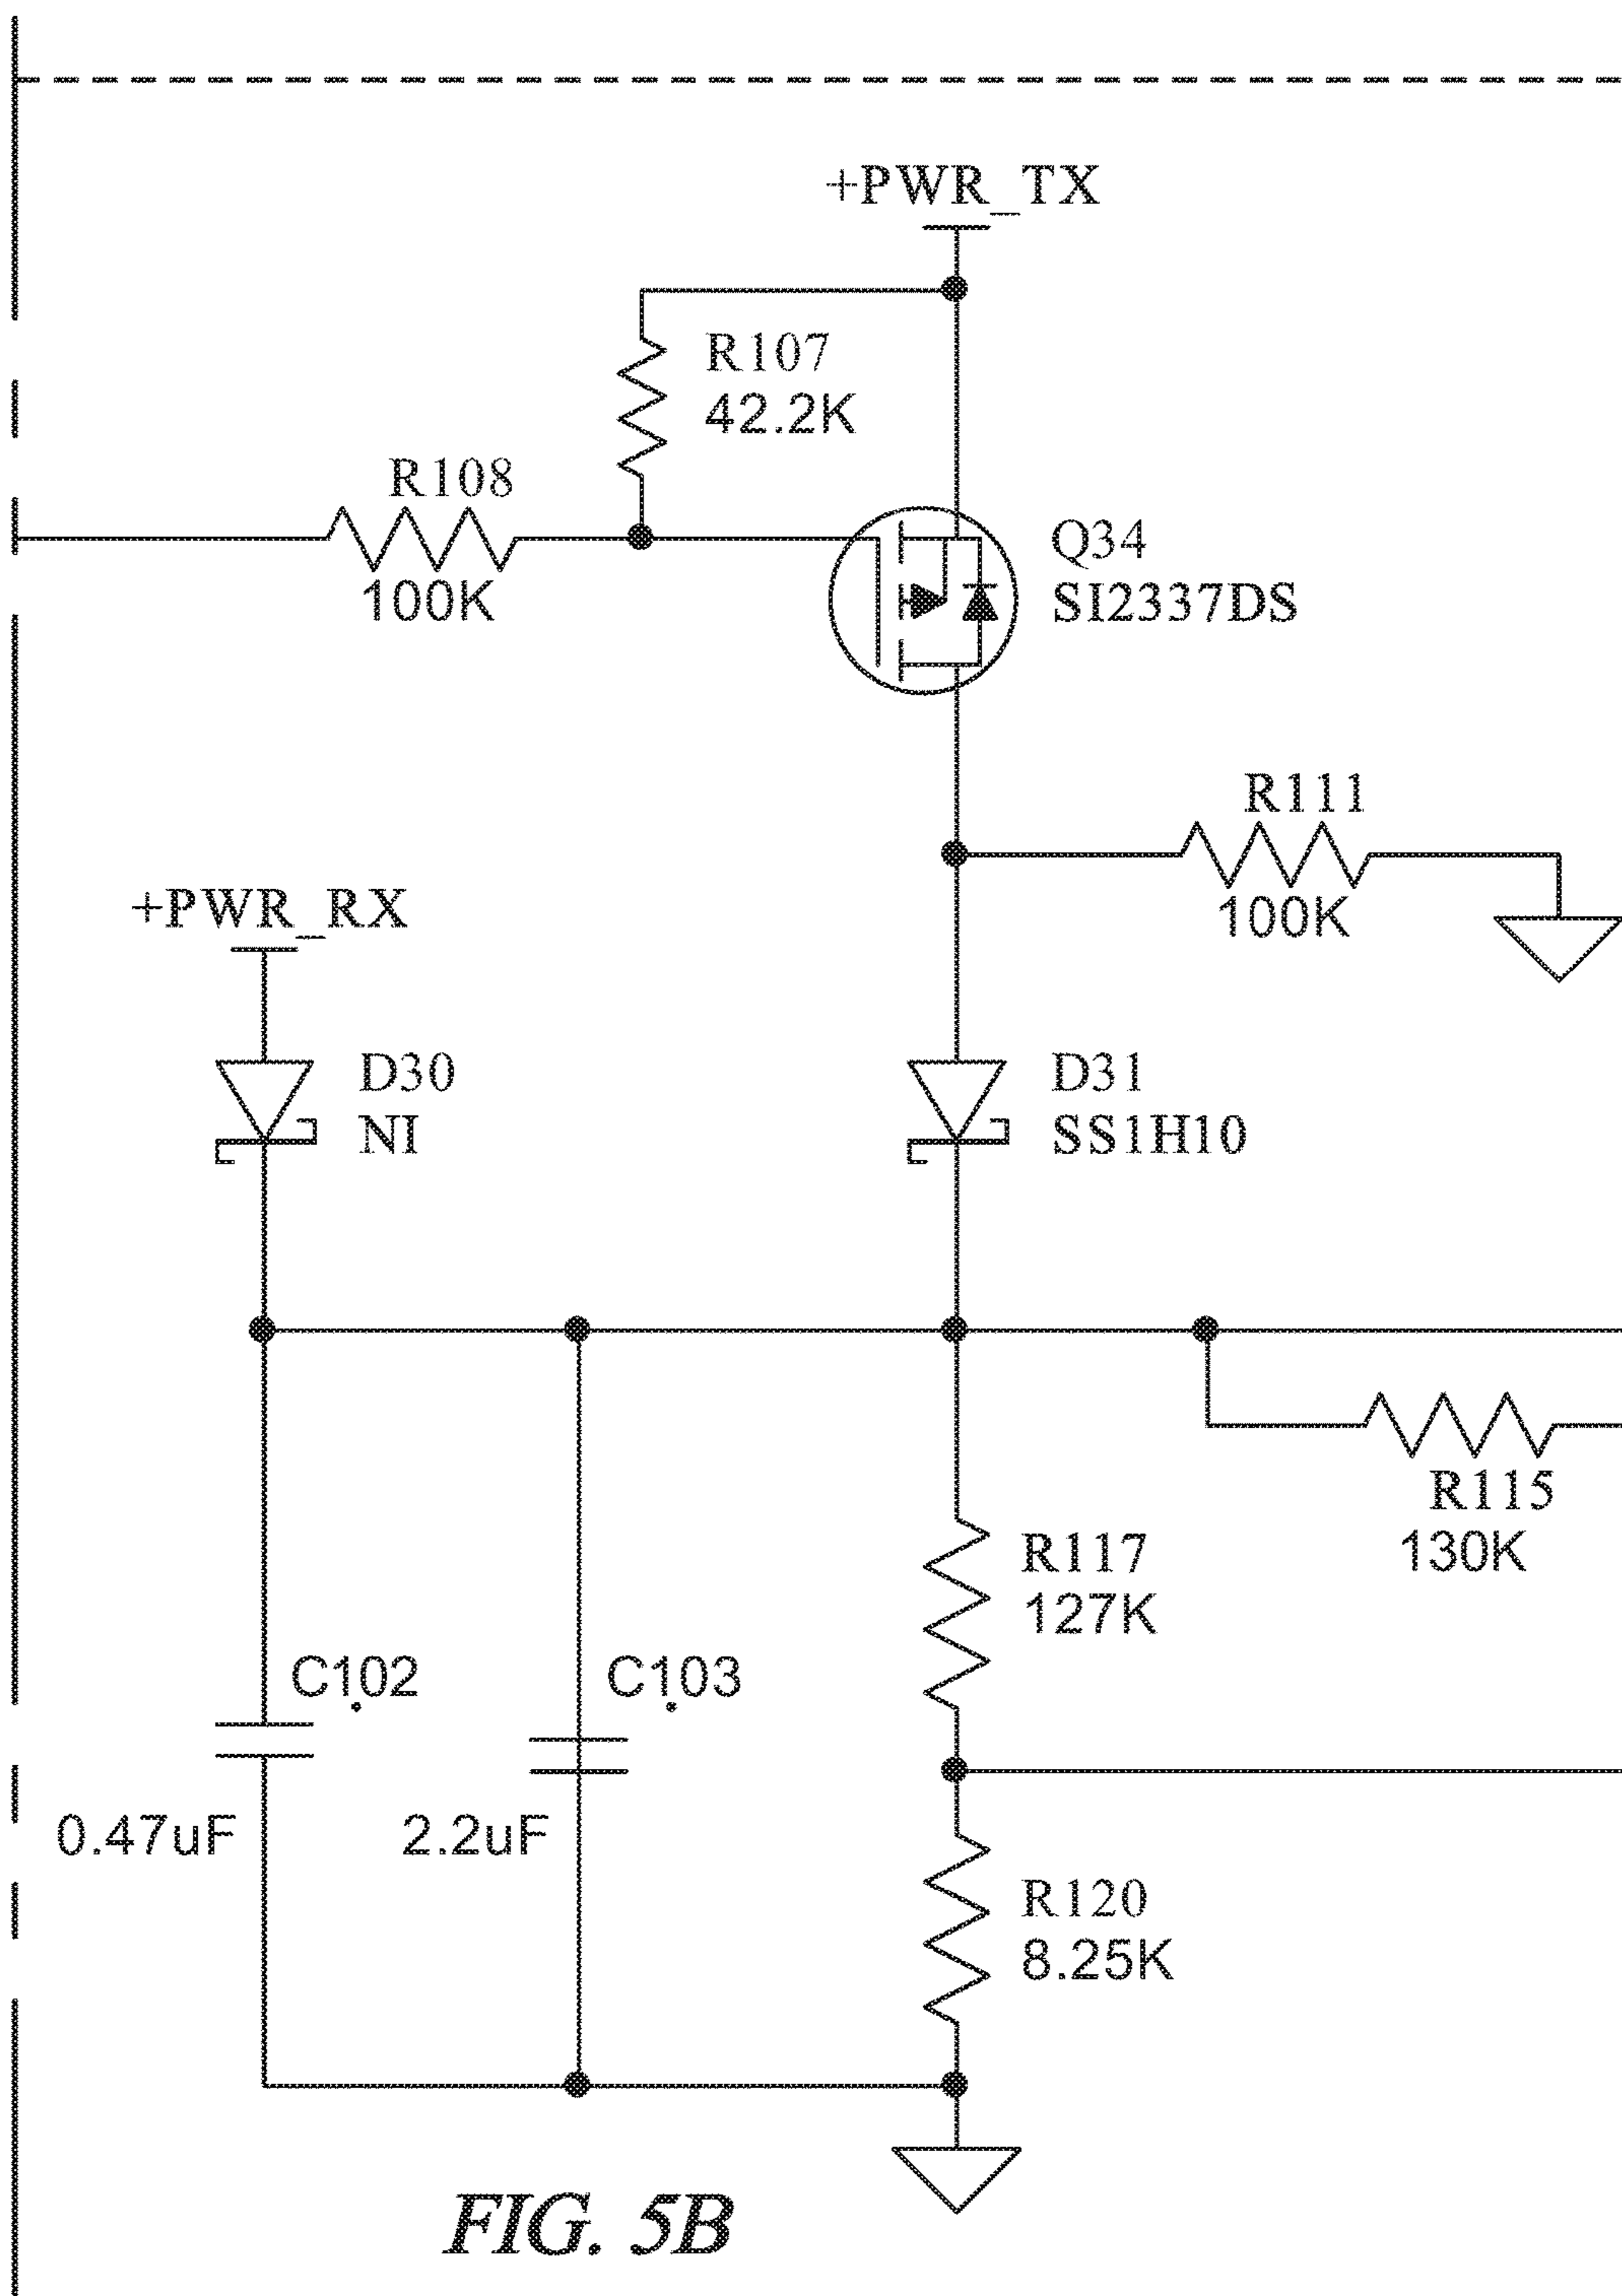 +PWR_TX
R107
42.2K
R108
100K
Q34
SI2337DS
R111
100K
+PWR_RX
D30
NI
D31
SS1H10
R115
130K
R117
127K
C102
0.47uF
C103
2.2uF
R120
8.25K
FIG. 5B